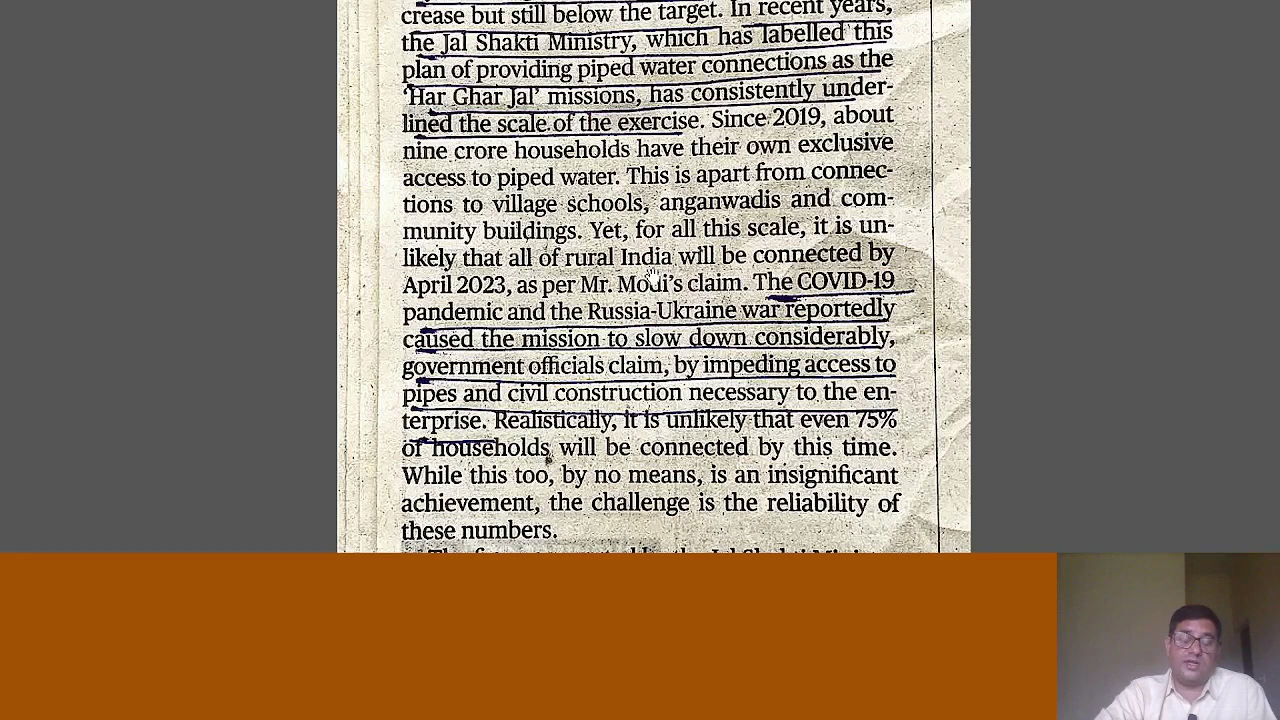 crease but still below the target. In recent years,
the Jal Shakti Ministry, which has labelled this
plan of providing piped water connections as the
'Har Ghar Jal' missions, has consistently under-
lined the scale of the exercise. Since 2019, about
nine crore households have their own exclusive
access to piped water. This is apart from connec-
tions to village schools, anganwadis and com-
munity buildings. Yet, for all this scale, it is un-
likely that all of rural India will be connected by
April 2023, as per Mr. Modi's claim. The COVID-19
pandemic and the Russia-Ukraine war reportedly
caused the mission to slow down considerably,
government officials claim, by impeding access to
pipes and civil construction necessary to the en-
terprise. Realistically, it is unlikely that even 75%
of households will be connected by this time.
While this too, by no means, is an insignificant
achievement, the challenge is the reliability of
these numbers.